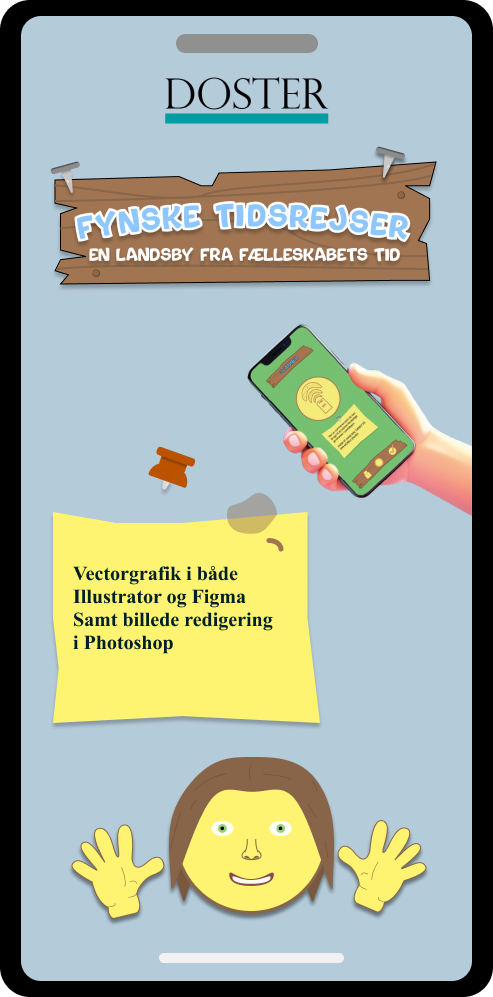 DOSTER
FYNSKE TIDSREJSER
EN LANDSBY FRA FÆLLESKABETS TID
Vectorgrafik i både
Illustrator og Figma
Samt billede redigering
i Photoshop